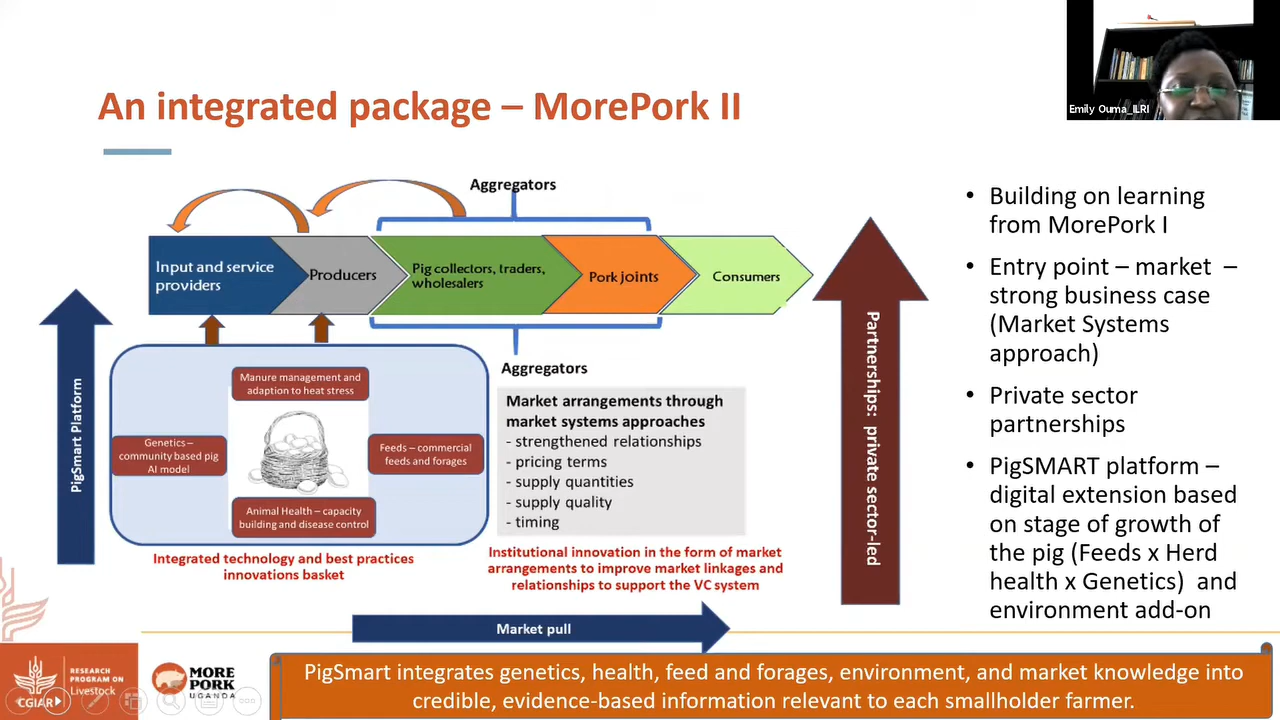 An integrated package – MorePork II
Emily Ouma_ILRI
Aggregators
Input and service
providers
Producers
Pig collectors, traders,
wholesalers
Pork joints
Consumers
PigSmart Platform
Manure management and
adaption to heat stress
Genetics –
community based pig
AI model
Feeds – commercial
feeds and forages
Animal Health – capacity
building and disease control
Integrated technology and best practices
innovations basket
Aggregators
Market arrangements through
market systems approaches
- strengthened relationships
- pricing terms
- supply quantities
- supply quality
- timing
Institutional innovation in the form of market
arrangements to improve market linkages and
relationships to support the VC system
Market pull
Partnerships: private sector-led
• Building on learning
from MorePork I
• Entry point – market –
strong business case
(Market Systems
approach)
• Private sector
partnerships
• PigSMART platform –
digital extension based
on stage of growth of
the pig (Feeds x Herd
health x Genetics) and
environment add-on
CGIAR
RESEARCH
PROGRAM ON
Livestock
MORE
PORK
UGANDA
PigSmart integrates genetics, health, feed and forages, environment, and market knowledge into
credible, evidence-based information relevant to each smallholder farmer.